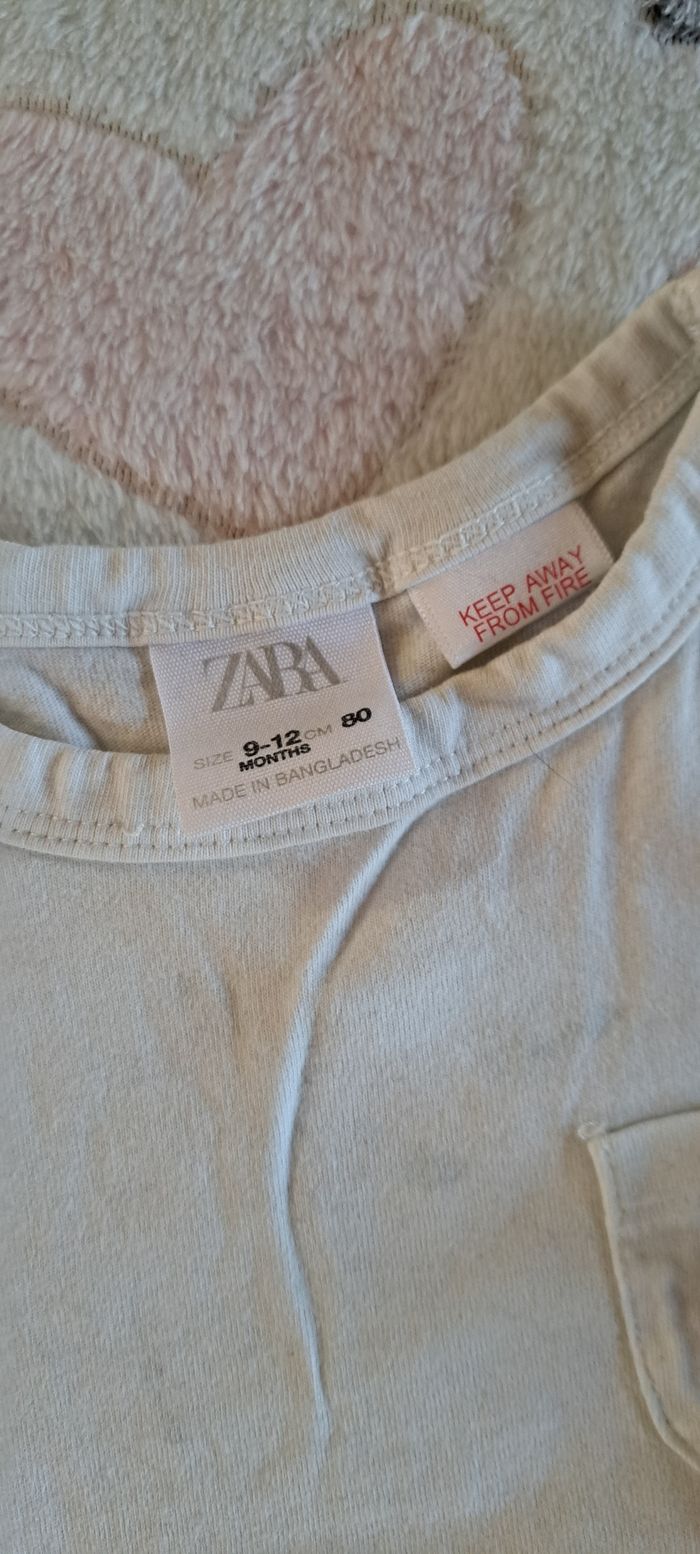 ZARA
SIZE 9-12 MONTHS CM 80
MADE IN BANGLADESH
KEEP AWAY
FROM FIRE